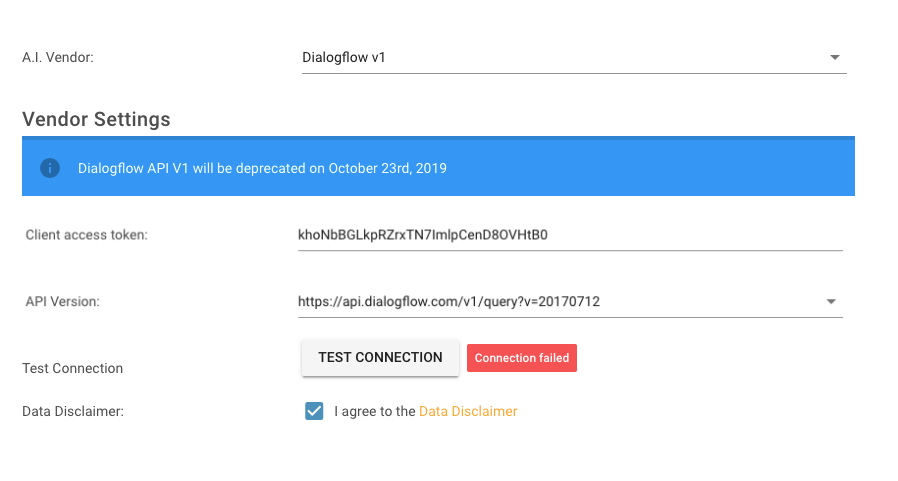 A.I. Vendor: Dialogflow v1
Vendor Settings
Dialogflow API V1 will be deprecated on October 23rd, 2019
Client access token: khoNbBGLkpRZrxTN7ImlpCenD8OVHtB0
API Version: https://api.dialogflow.com/v1/query?v=20170712
Test Connection TEST CONNECTION Connection failed
Data Disclaimer: I agree to the Data Disclaimer